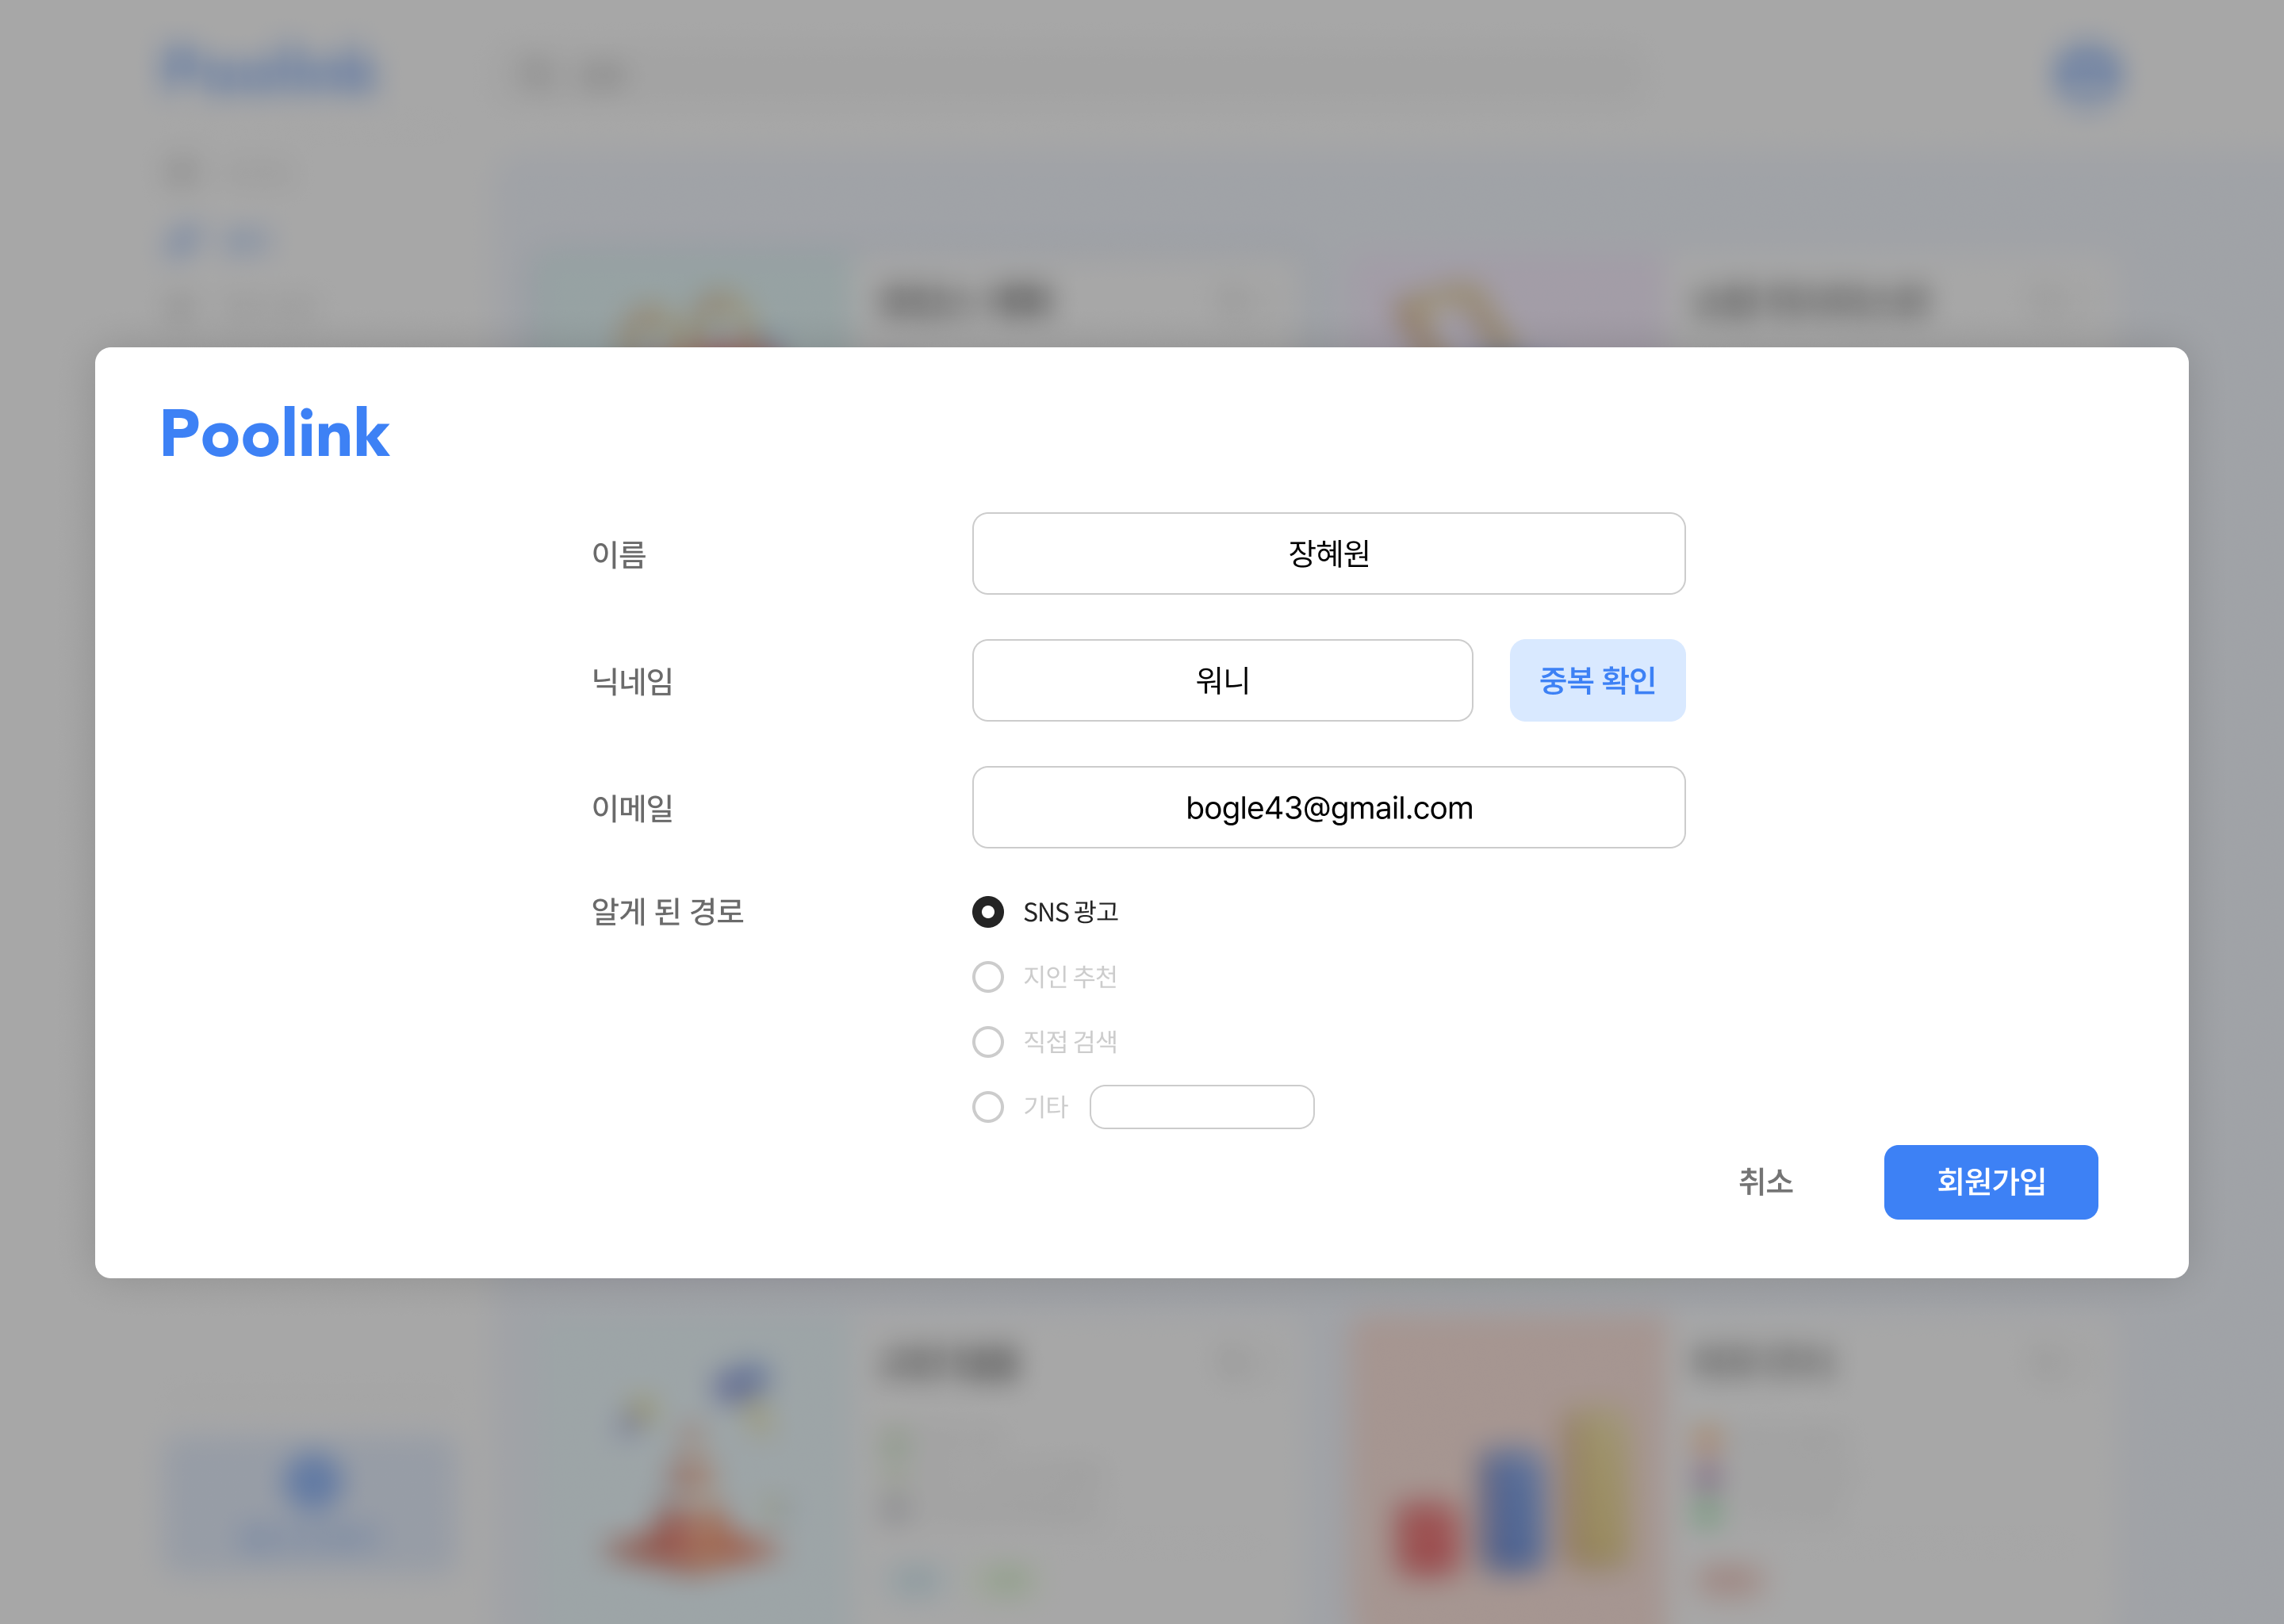 Poolink
이름
장혜원
닉네임
워니
중복 확인
이메일
bogle43@gmail.com
알게 된 경로
SNS 광고
지인 추천
직접 검색
기타
취소
회원가입